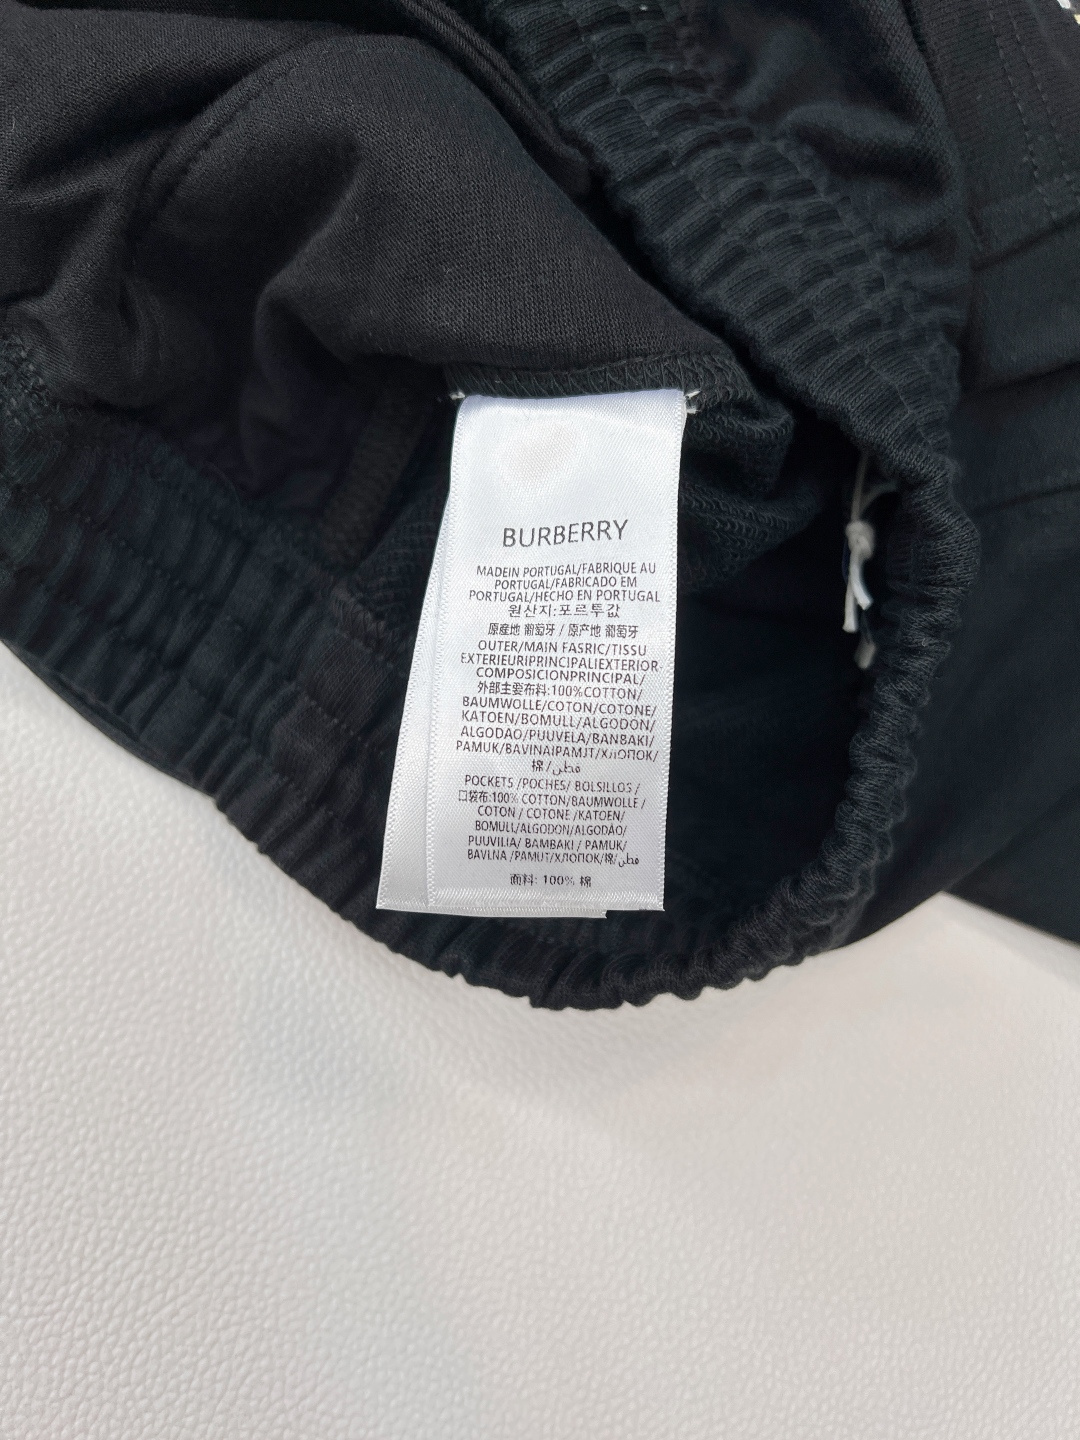 BURBERRY
MADEIN PORTUGAL/FABRIQUE AU
PORTUGAL/FABRICADO EM
PORTUGAL/HECHO EN PORTUGAL
원산지:포르투값
原産地 葡萄牙 / 原产地 葡萄牙
OUTER/MAIN FASRIC/TISSU
EXTERIEURIPRINCIPALIEXTERIOR-
COMPOSICIONPRINCIPAL/
外部主要布料:100%COTTON/
BAUMWOLLE/COTON/COTONE/
KATOEN/BOMULL/ALGODON/
ALGODAO/PUUVELA/BANBAKI/
PAMUK/BAVINAIPAMJT/ХЛОПОК/
棉/قطن
POCKETS /POCHES/ BOLSILLOS /
口袋布:100% COTTON/BAUMWOLLE /
COTON / COTONE /KATOEN/
BOMULL/ALGODON/ALGODÃO/
PUUVILIA/ BAMBAKI / PAMUK/
BAVLNA /PAMUT/ХЛОПОК/棉/قطن
面料: 100% 棉